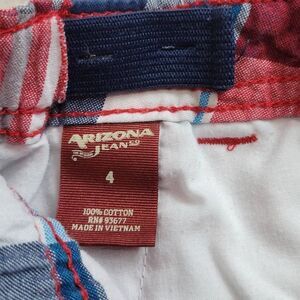 ARIZONA
JEAN CO
4
100% COTTON
RN# 93677
MADE IN VIETNAM